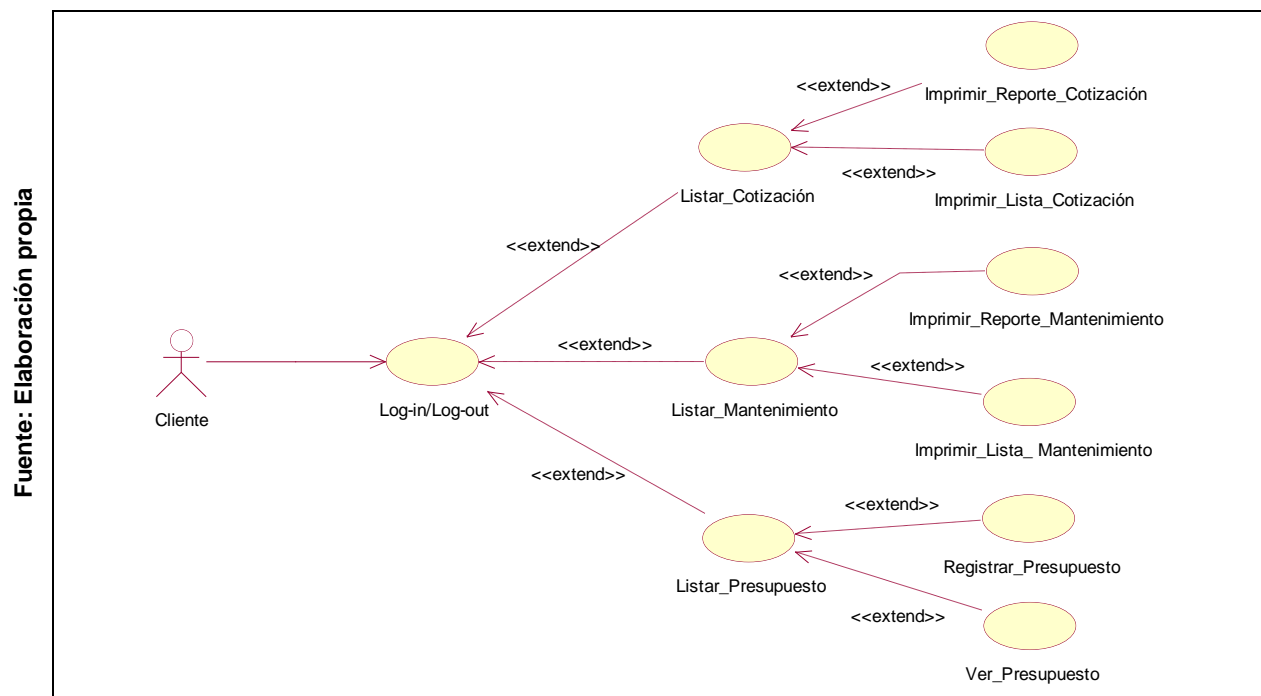 Fuente: Elaboración propia
<<extend>>
Imprimir_Reporte_Cotización
<<extend>>
Listar_Cotización
Imprimir_Lista_Cotización
<<extend>>
<<extend>>
Imprimir_Reporte_Mantenimiento
<<extend>>
<<extend>>
Cliente
Log-in/Log-out
Listar_Mantenimiento
Imprimir_Lista_ Mantenimiento
<<extend>>
<<extend>>
Listar_Presupuesto
Registrar_Presupuesto
<<extend>>
Ver_Presupuesto